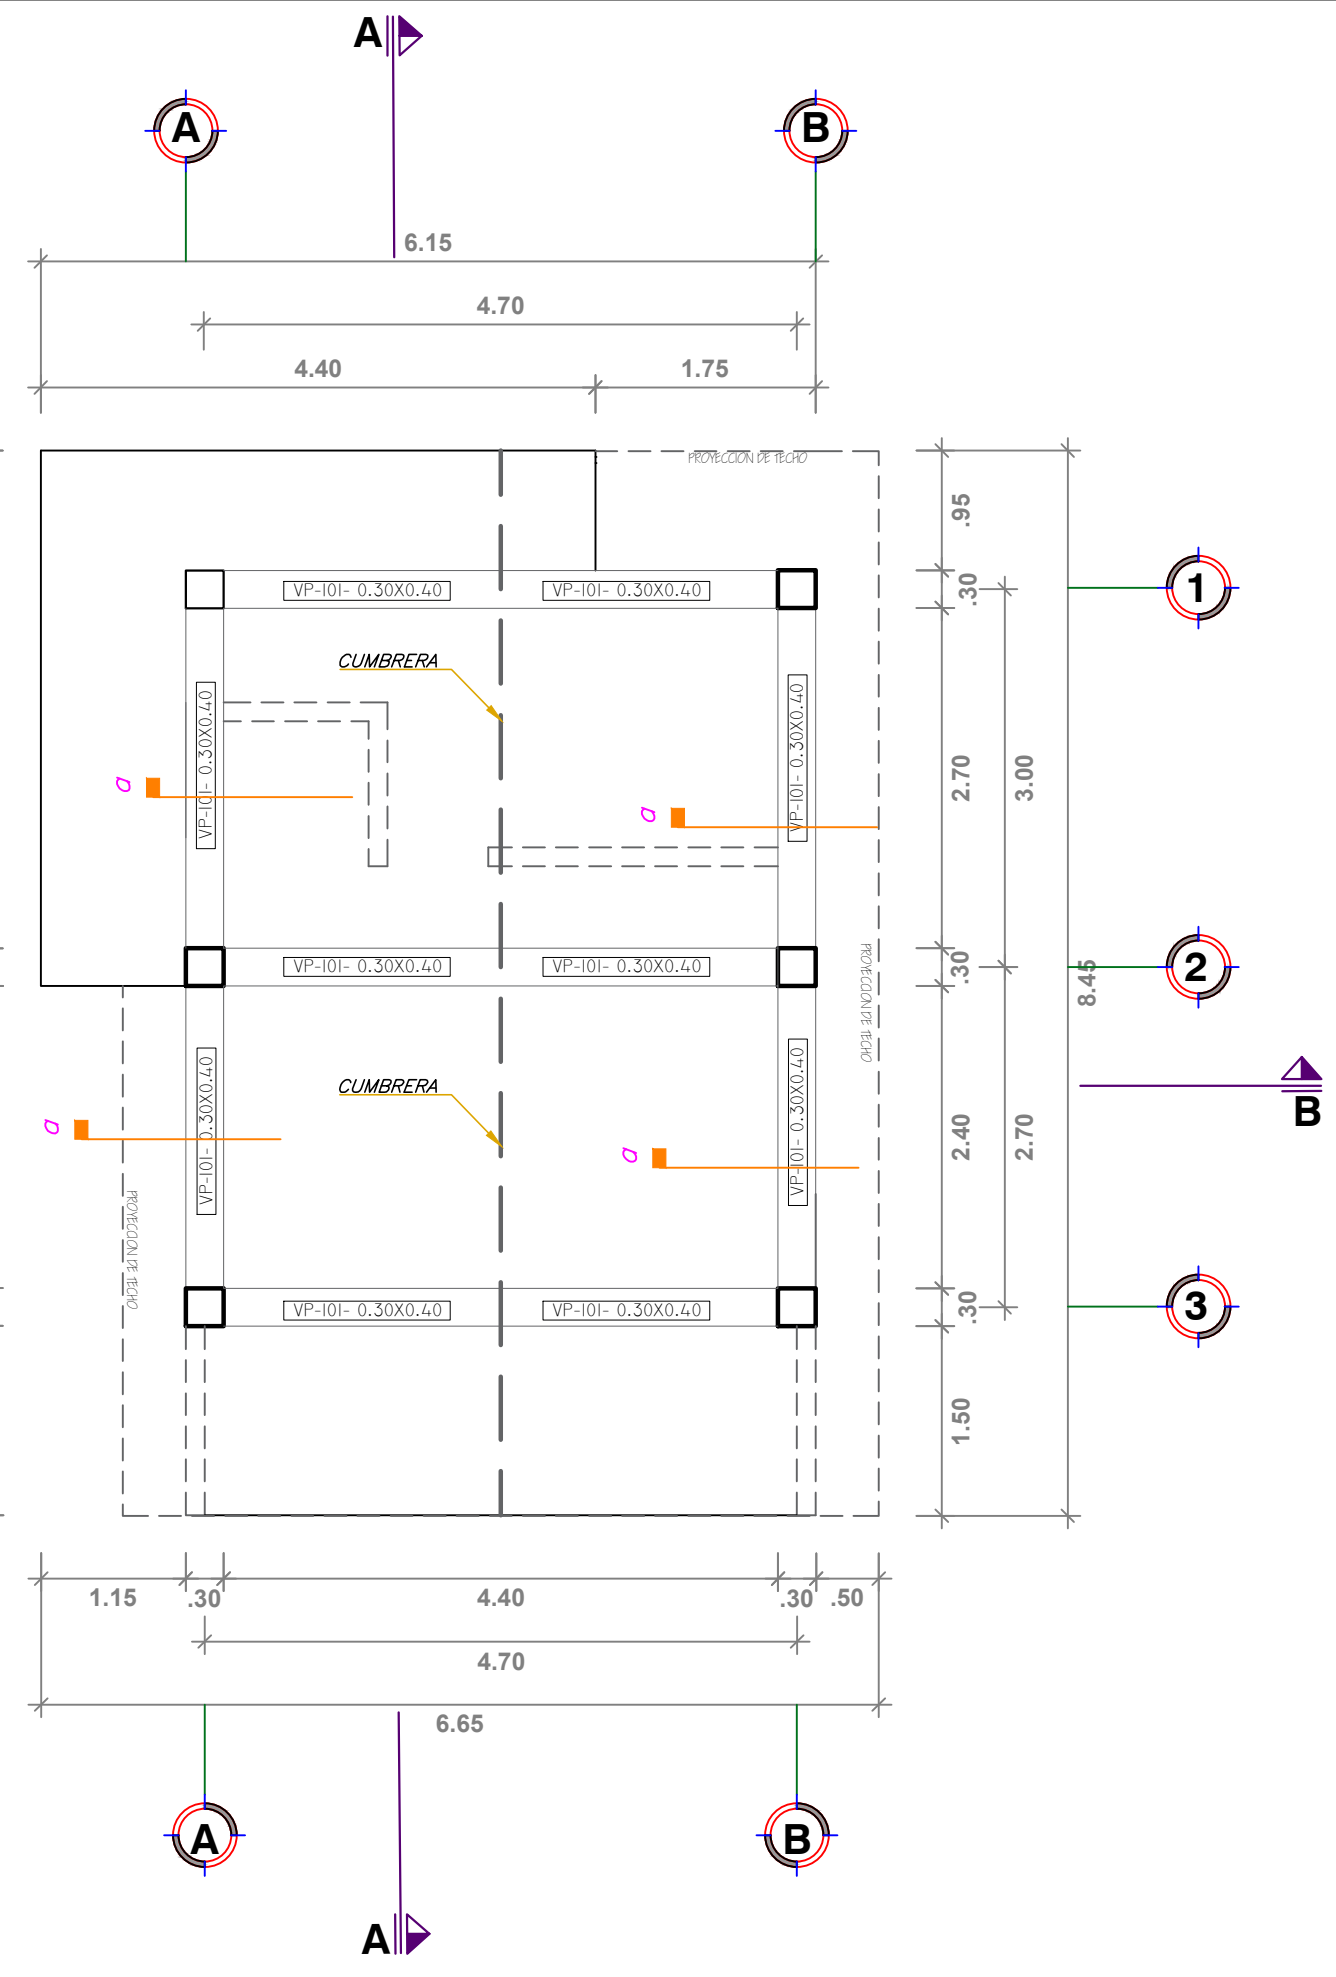 A
A
B
6.15
4.70
4.40
1.75
PROYECCION DE TECHO
.95
VP-101- 0.30X0.40
VP-101- 0.30X0.40
.30
1
CUMBRERA
VP-101- 0.30X0.40
VP-101- 0.30X0.40
a
a
2.70
3.00
VP-101- 0.30X0.40
VP-101- 0.30X0.40
PROYECCION DE TECHO
.30
8.45
2
CUMBRERA
VP-101- 0.30X0.40
VP-101- 0.30X0.40
a
a
2.40
2.70
B
PROYECCION DE TECHO
VP-101- 0.30X0.40
VP-101- 0.30X0.40
.30
3
1.50
1.15
.30
4.40
.30
.50
4.70
6.65
A
B
A